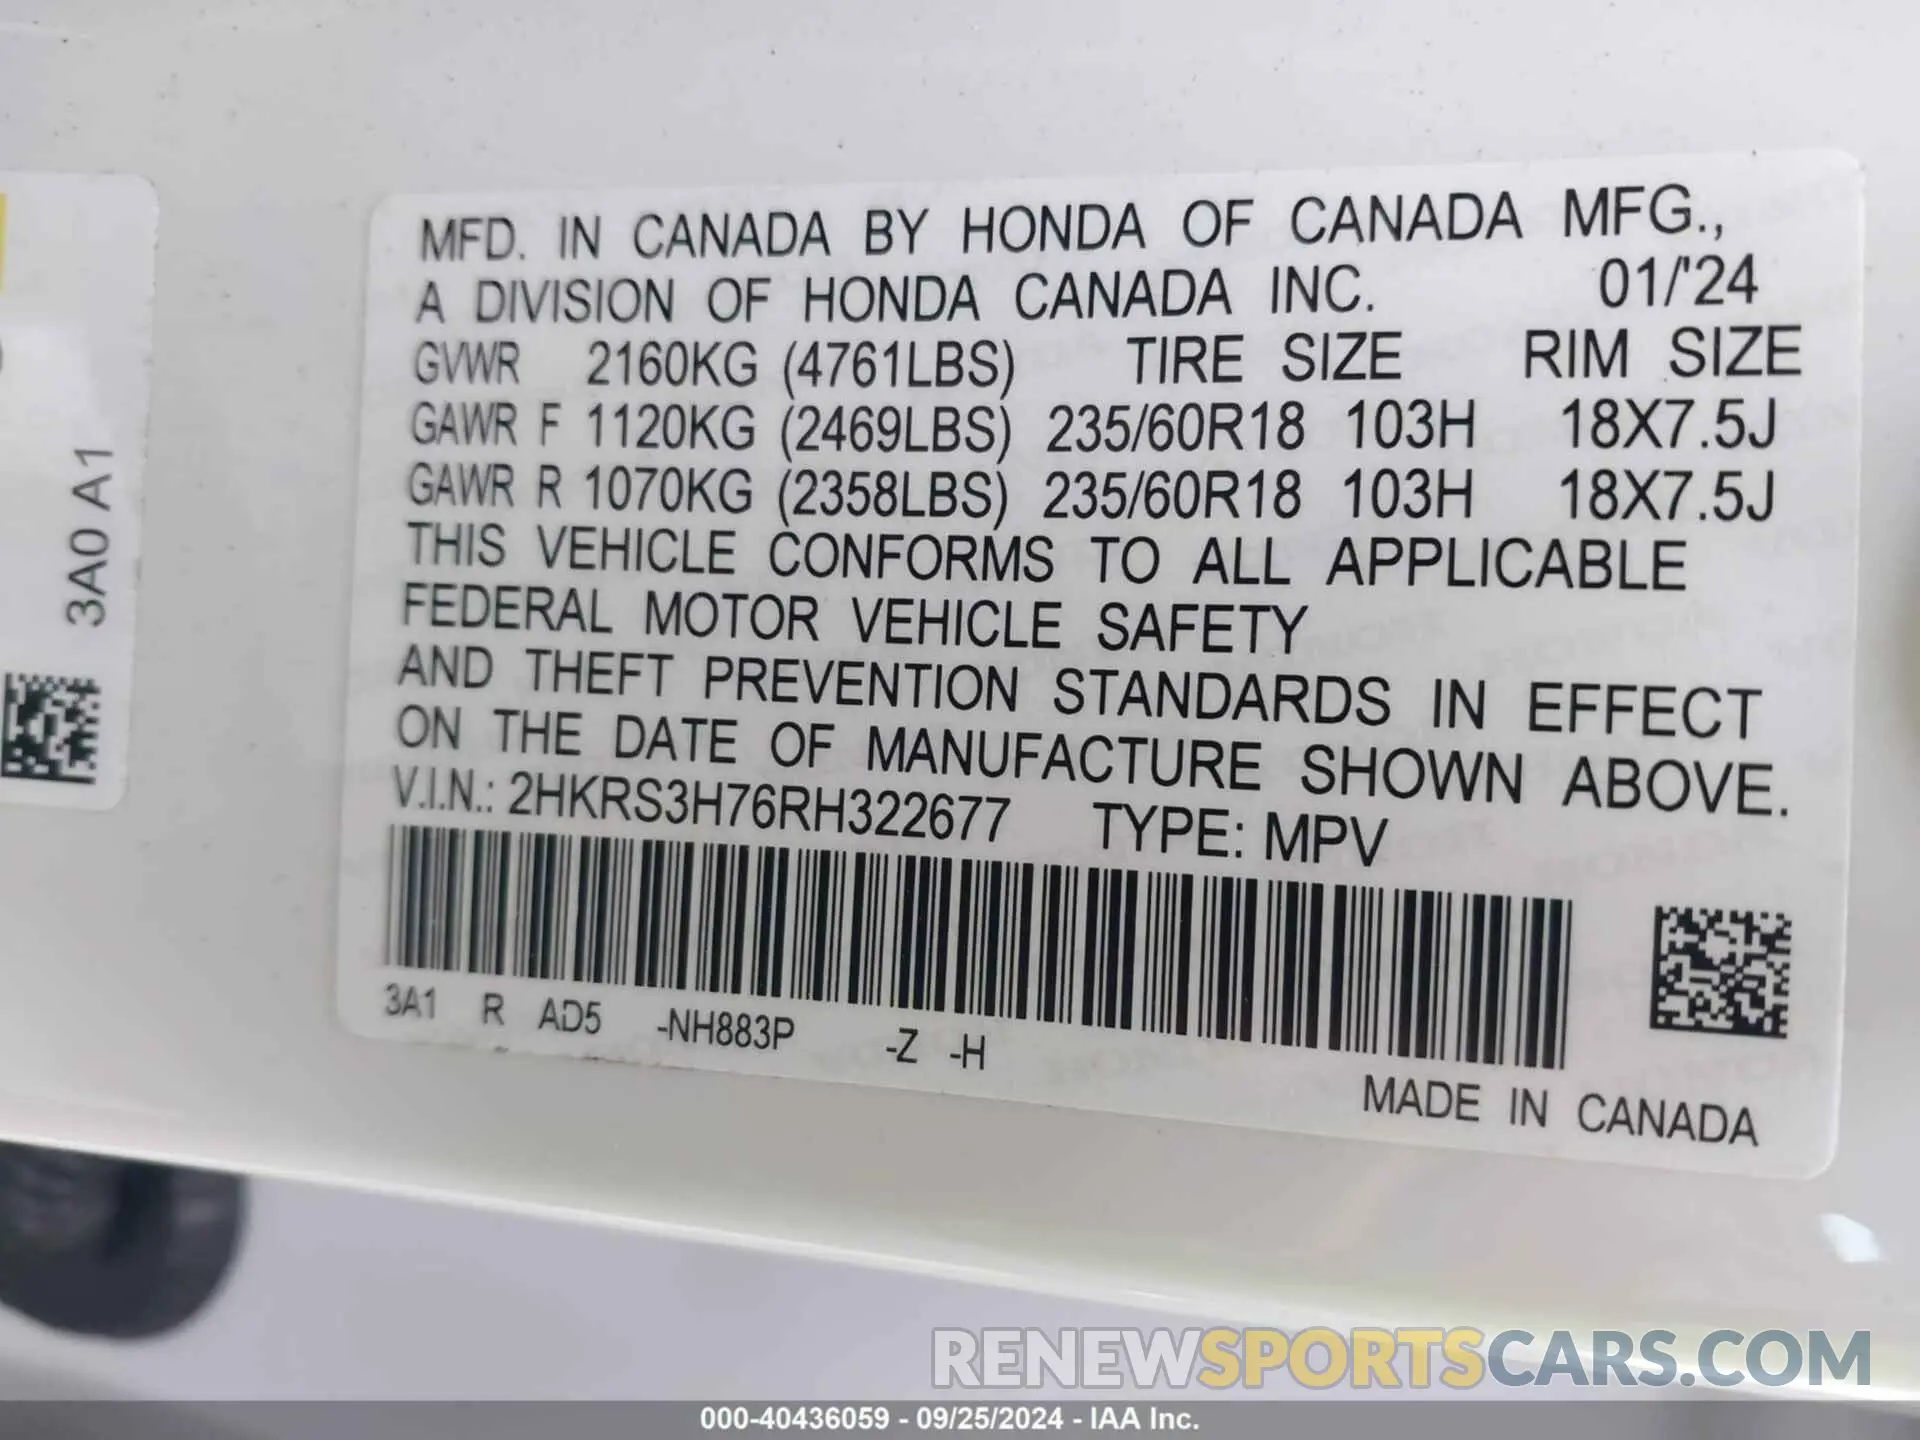 3A0 A1
MFD. IN CANADA BY HONDA OF CANADA MFG.,
A DIVISION OF HONDA CANADA INC. 01/'24
GVWR 2160KG (4761LBS) TIRE SIZE RIM SIZE
GAWR F 1120KG (2469LBS) 235/60R18 103H 18X7.5J
GAWR R 1070KG (2358LBS) 235/60R18 103H 18X7.5J
THIS VEHICLE CONFORMS TO ALL APPLICABLE
FEDERAL MOTOR VEHICLE SAFETY
AND THEFT PREVENTION STANDARDS IN EFFECT
ON THE DATE OF MANUFACTURE SHOWN ABOVE.
V.I.N.: 2HKRS3H76RH322677 TYPE: MPV
3A1 R AD5 -NH883P -Z -H
MADE IN CANADA
RENEWSPORTSCARS.COM
000-40436059 - 09/25/2024 - IAA Inc.